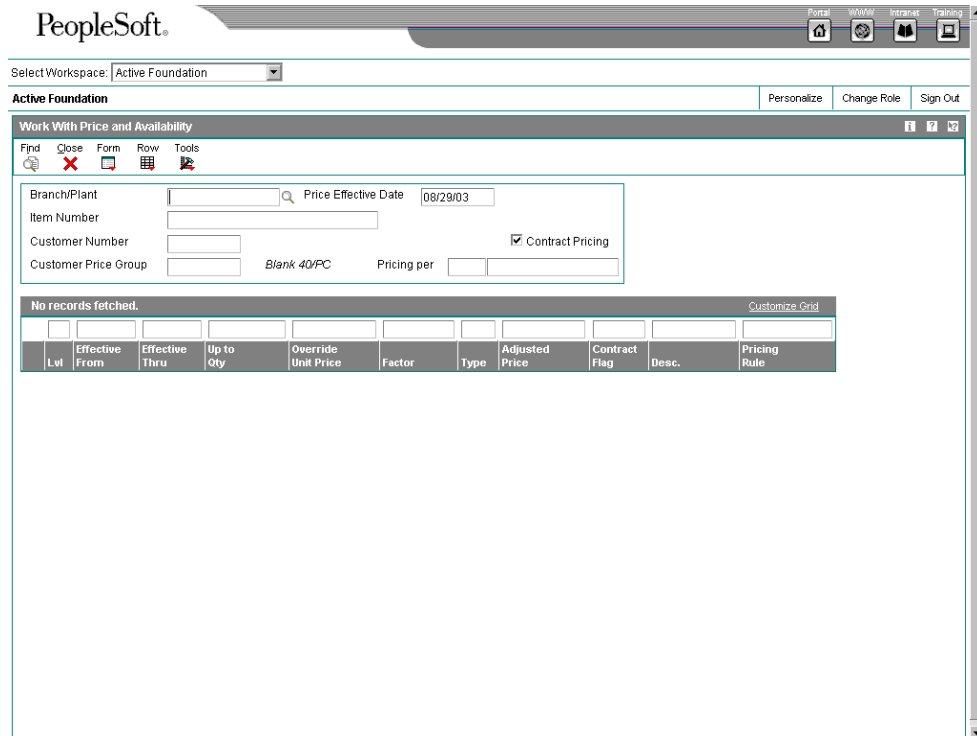 PeopleSoft®
Portal WWW Intranet Training
Select Workspace: Active Foundation
Active Foundation Personalize Change Role Sign Out
Work With Price and Availability i ? ?
Find Close Form Row Tools
Branch/Plant Price Effective Date 08/29/03
Item Number
Customer Number Contract Pricing
Customer Price Group Blank 40/PC Pricing per
No records fetched. Customize Grid
Lvl Effective From Effective Thru Up to Qty Override Unit Price Factor Type Adjusted Price Contract Flag Desc. Pricing Rule